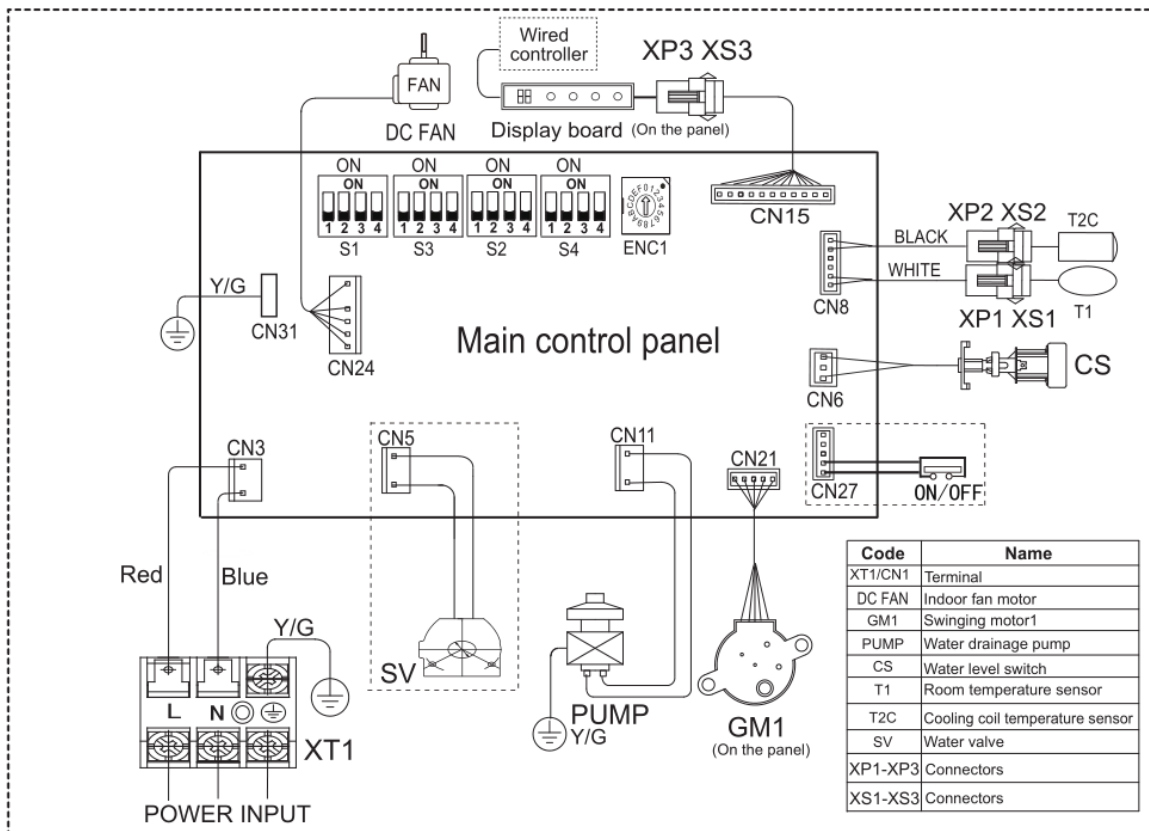 Wired
controller
XP3 XS3
FAN
DC FAN
Display board (On the panel)
ON ON ON ON
ON ON ON ON
1 2 3 4 1 2 3 4 1 2 3 4 1 2 3 4
S1 S3 S2 S4
0123456789ABCDEF
ENC1
CN15
XP2 XS2
T2C
BLACK
WHITE
CN8
XP1 XS1
T1
Y/G
CN31
CN24
Main control panel
CN6
CS
CN3
CN5
CN11
CN21
CN27
ON/OFF
Red
Blue
Y/G
SV
L N
XT1
POWER INPUT
PUMP
Y/G
GM1
(On the panel)
Code Name
XT1/CN1 Terminal
DC FAN Indoor fan motor
GM1 Swinging motor1
PUMP Water drainage pump
CS Water level switch
T1 Room temperature sensor
T2C Cooling coil temperature sensor
SV Water valve
XP1-XP3 Connectors
XS1-XS3 Connectors